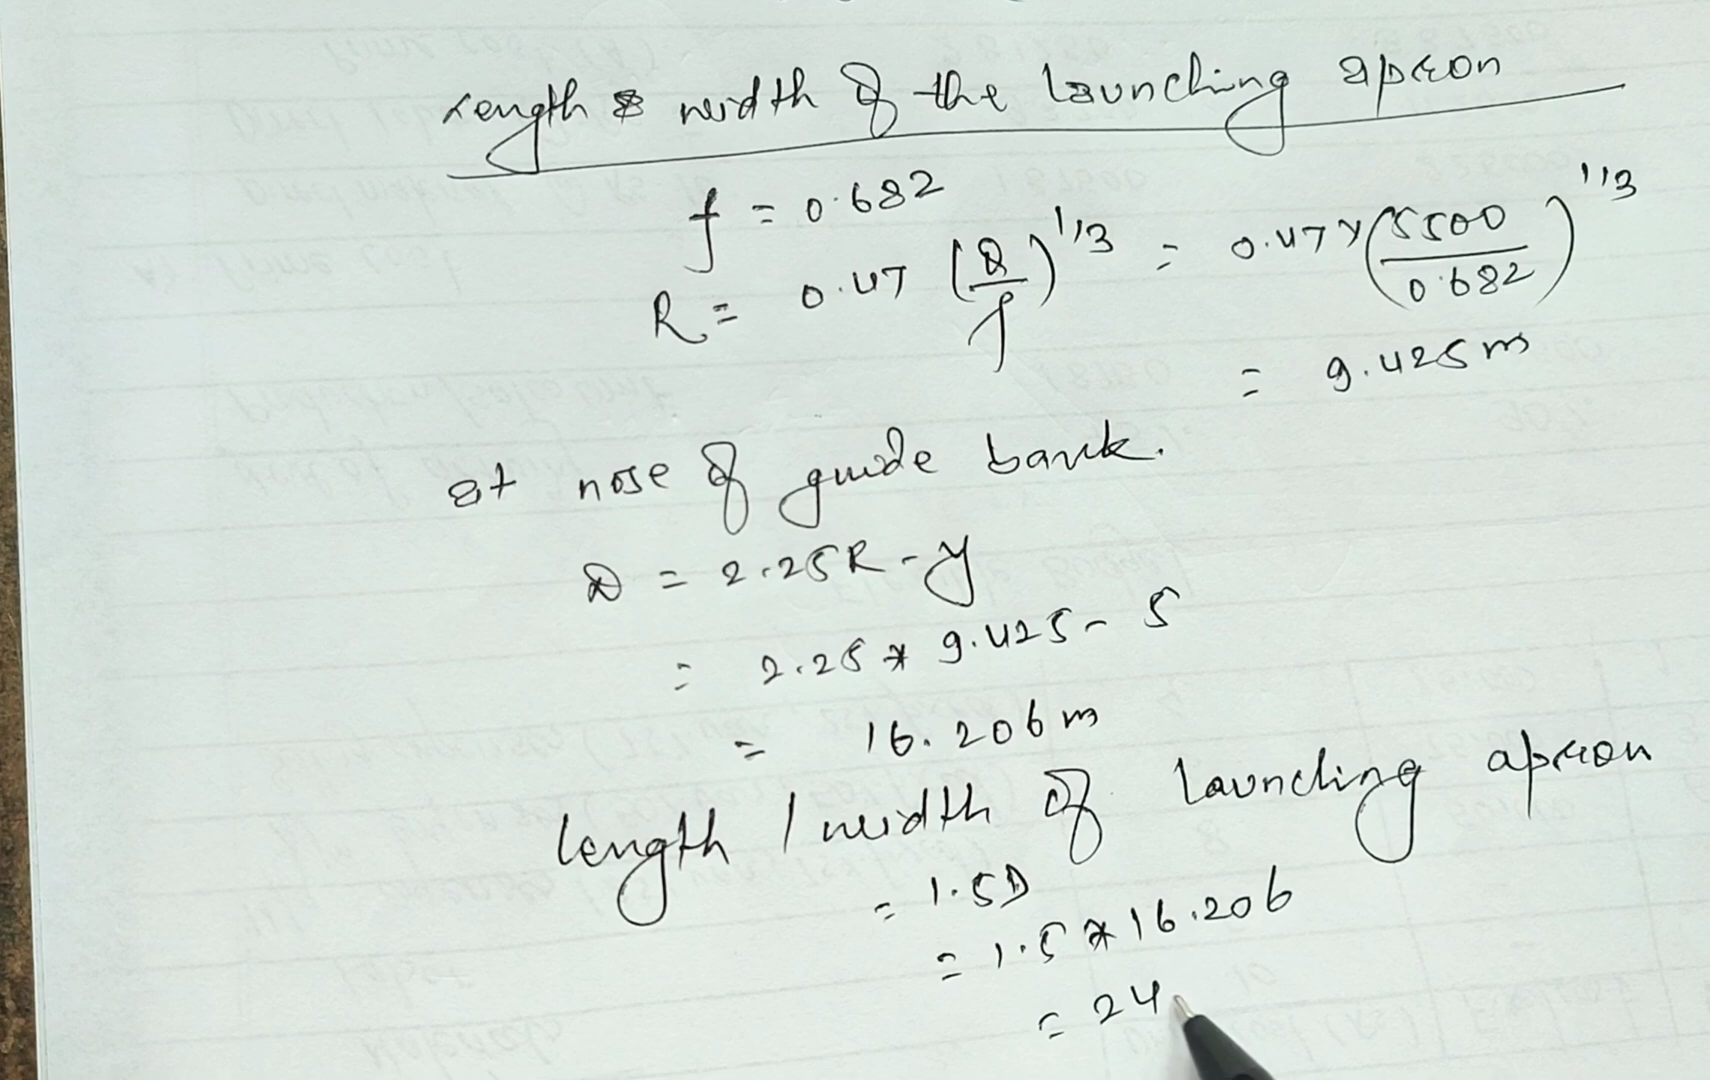 Length & width of the launching apron
f = 0.682
R = 0.47 (Q/f)^1/3 = 0.47 × (5500/0.682)^1/3
= 9.425 m
at nose of guide bank.
D = 2.25R - y
= 2.25 * 9.425 - 5
= 16.206 m
length / width of launching apron
= 1.5D
= 1.5 * 16.206
= 24